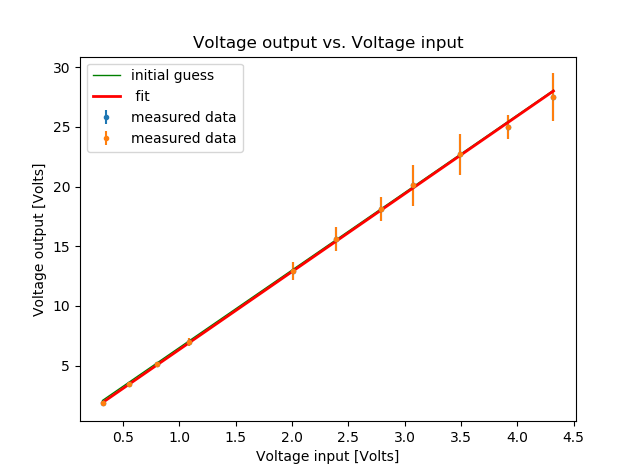 Voltage output vs. Voltage input
initial guess
fit
measured data
measured data
30
25
20
15
10
5
Voltage output [Volts]
0.5 1.0 1.5 2.0 2.5 3.0 3.5 4.0 4.5
Voltage input [Volts]